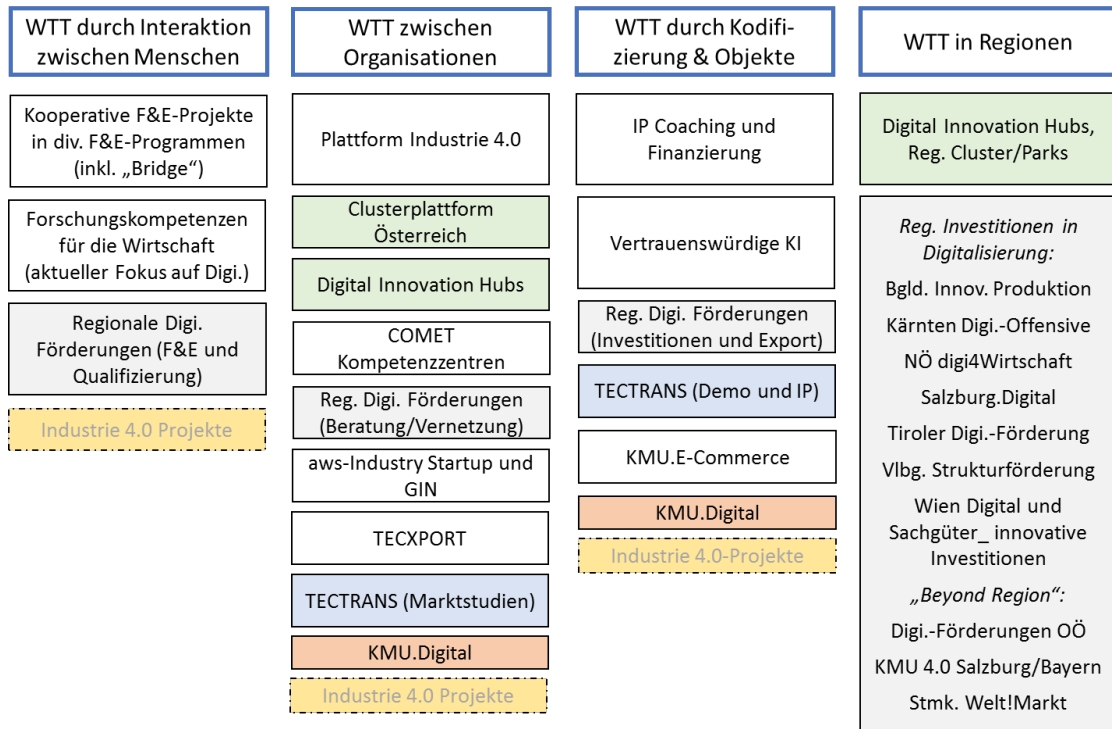 WTT durch Interaktion
zwischen Menschen
Kooperative F&E-Projekte
in div. F&E-Programmen
(inkl. „Bridge“)
Forschungskompetenzen
für die Wirtschaft
(aktueller Fokus auf Digi.)
Regionale Digi.
Förderungen (F&E und
Qualifizierung)
Industrie 4.0 Projekte
WTT zwischen
Organisationen
Plattform Industrie 4.0
Clusterplattform
Österreich
Digital Innovation Hubs
COMET
Kompetenzzentren
Reg. Digi. Förderungen
(Beratung/Vernetzung)
aws-Industry Startup und
GIN
TECXPORT
TECTRANS (Marktstudien)
KMU.Digital
Industrie 4.0 Projekte
WTT durch Kodifi-
zierung & Objekte
IP Coaching und
Finanzierung
Vertrauenswürdige KI
Reg. Digi. Förderungen
(Investitionen und Export)
TECTRANS (Demo und IP)
KMU.E-Commerce
KMU.Digital
Industrie 4.0-Projekte
WTT in Regionen
Digital Innovation Hubs,
Reg. Cluster/Parks
Reg. Investitionen in
Digitalisierung:
Bgld. Innov. Produktion
Kärnten Digi.-Offensive
NÖ digi4Wirtschaft
Salzburg.Digital
Tiroler Digi.-Förderung
Vlbg. Strukturförderung
Wien Digital und
Sachgüter_ innovative
Investitionen
„Beyond Region“:
Digi.-Förderungen OÖ
KMU 4.0 Salzburg/Bayern
Stmk. Welt!Markt